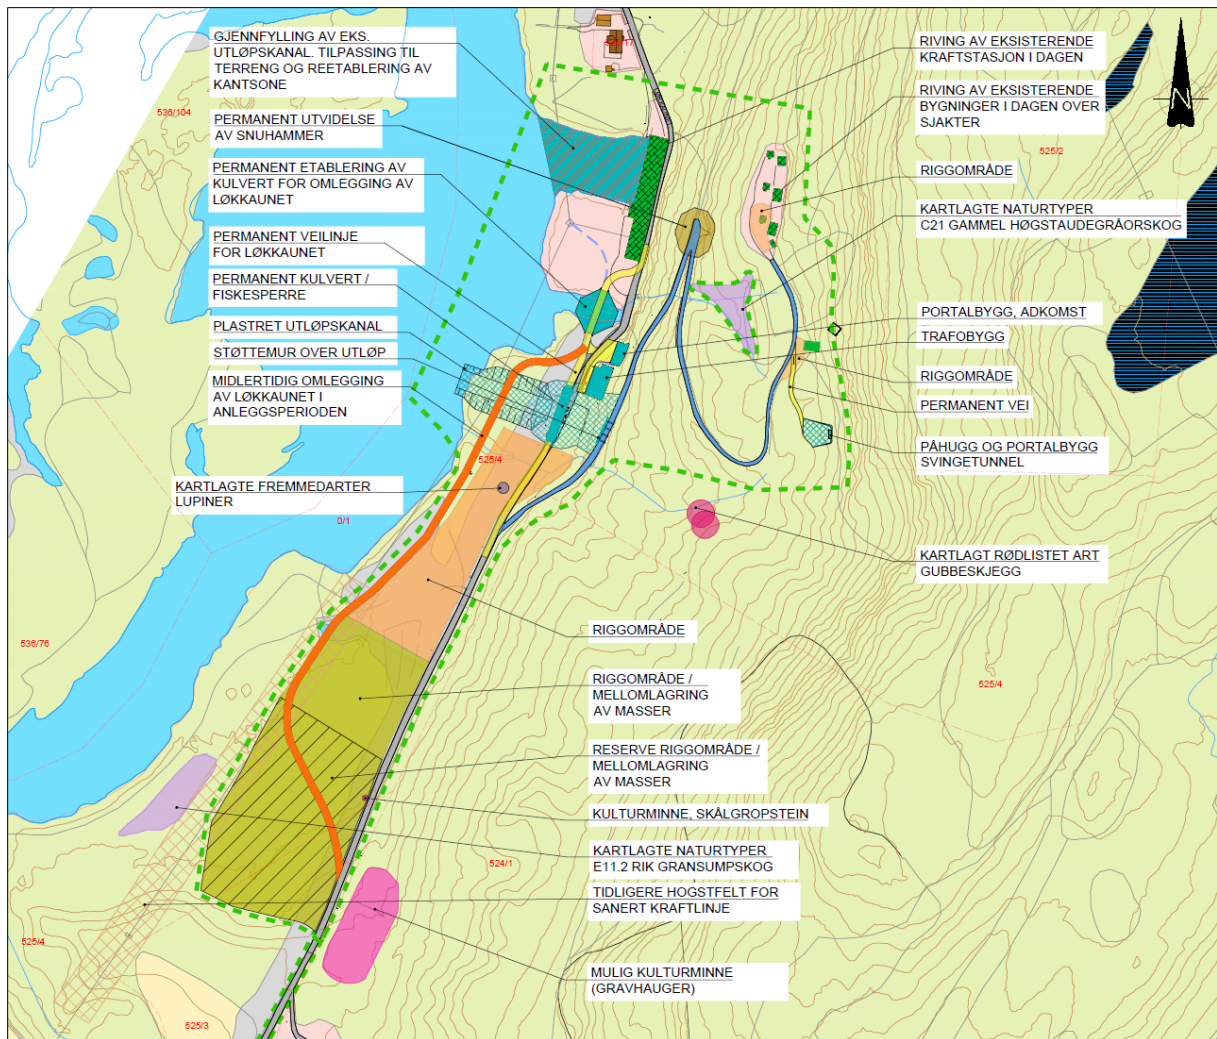 GJENNFYLLING AV EKS.
UTLØPSKANAL. TILPASSING TIL
TERRENG OG REETABLERING AV
KANTSONE
PERMANENT UTVIDELSE
AV SNUHAMMER
PERMANENT ETABLERING AV
KULVERT FOR OMLEGGING AV
LØKKAUNET
PERMANENT VEILINJE
FOR LØKKAUNET
PERMANENT KULVERT /
FISKESPERRE
PLASTRET UTLØPSKANAL
STØTTEMUR OVER UTLØP
MIDLERTIDIG OMLEGGING
AV LØKKAUNET I
ANLEGGSPERIODEN
KARTLAGTE FREMMEDARTER
LUPINER
RIVING AV EKSISTERENDE
KRAFTSTASJON I DAGEN
RIVING AV EKSISTERENDE
BYGNINGER I DAGEN OVER
SJAKTER
RIGGOMRÅDE
KARTLAGTE NATURTYPER
C21 GAMMEL HØGSTAUDEGRÅORSKOG
PORTALBYGG, ADKOMST
TRAFOBYGG
RIGGOMRÅDE
PERMANENT VEI
PÅHUGG OG PORTALBYGG
SVINGETUNNEL
KARTLAGT RØDLISTET ART
GUBBESKJEGG
RIGGOMRÅDE
RIGGOMRÅDE /
MELLOMLAGRING
AV MASSER
RESERVE RIGGOMRÅDE /
MELLOMLAGRING
AV MASSER
KULTURMINNE, SKÅLGROPSTEIN
KARTLAGTE NATURTYPER
E11.2 RIK GRANSUMPSKOG
TIDLIGERE HOGSTFELT FOR
SANERT KRAFTLINJE
MULIG KULTURMINNE
(GRAVHAUGER)
N
536/104
525/2
525/4
0/1
536/76
525/4
524/1
525/4
525/3